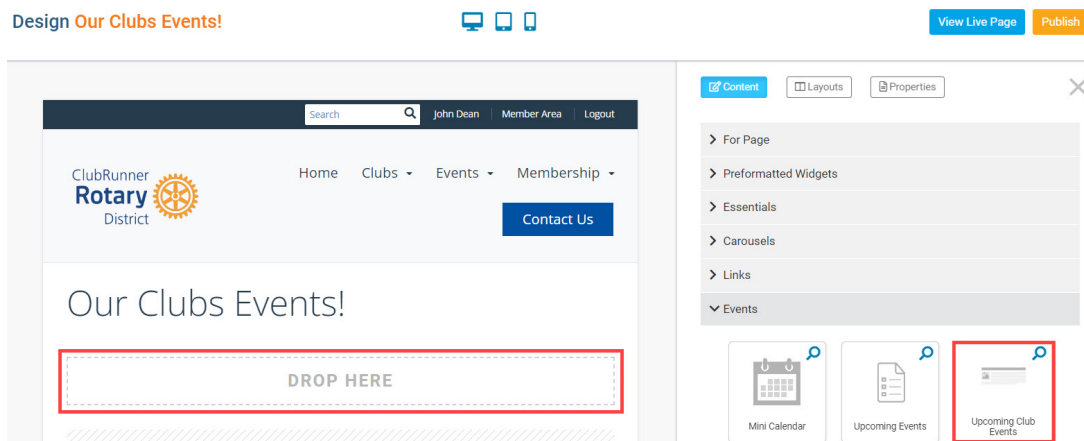 Design Our Clubs Events!
View Live Page
Publish
Content
Layouts
Properties
Search
John Dean
Member Area
Logout
For Page
Preformatted Widgets
Essentials
Carousels
Links
Events
ClubRunner
Rotary
District
Home
Clubs
Events
Membership
Contact Us
Our Clubs Events!
DROP HERE
Mini Calendar
Upcoming Events
Upcoming Club
Events